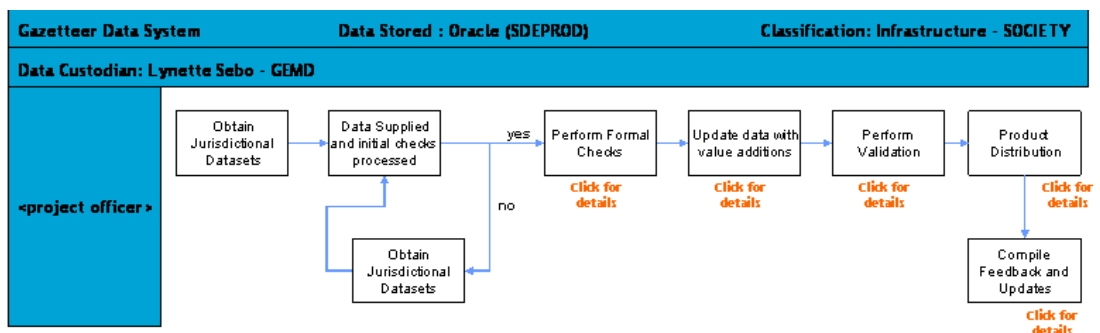 Gazetteer Data System Data Stored : Oracle (SDEPROD) Classification: Infrastructure - SOCIETY
Data Custodian: Lynette Sebo - GEMD
<project officer>
Obtain
Jurisdictional
Datasets
Data Supplied
and initial checks
processed
yes
no
Obtain
Jurisdictional
Datasets
Perform Formal
Checks
Click for
details
Update data with
value additions
Click for
details
Perform
Validation
Click for
details
Product
Distribution
Click for
details
Compile
Feedback and
Updates
Click for
details